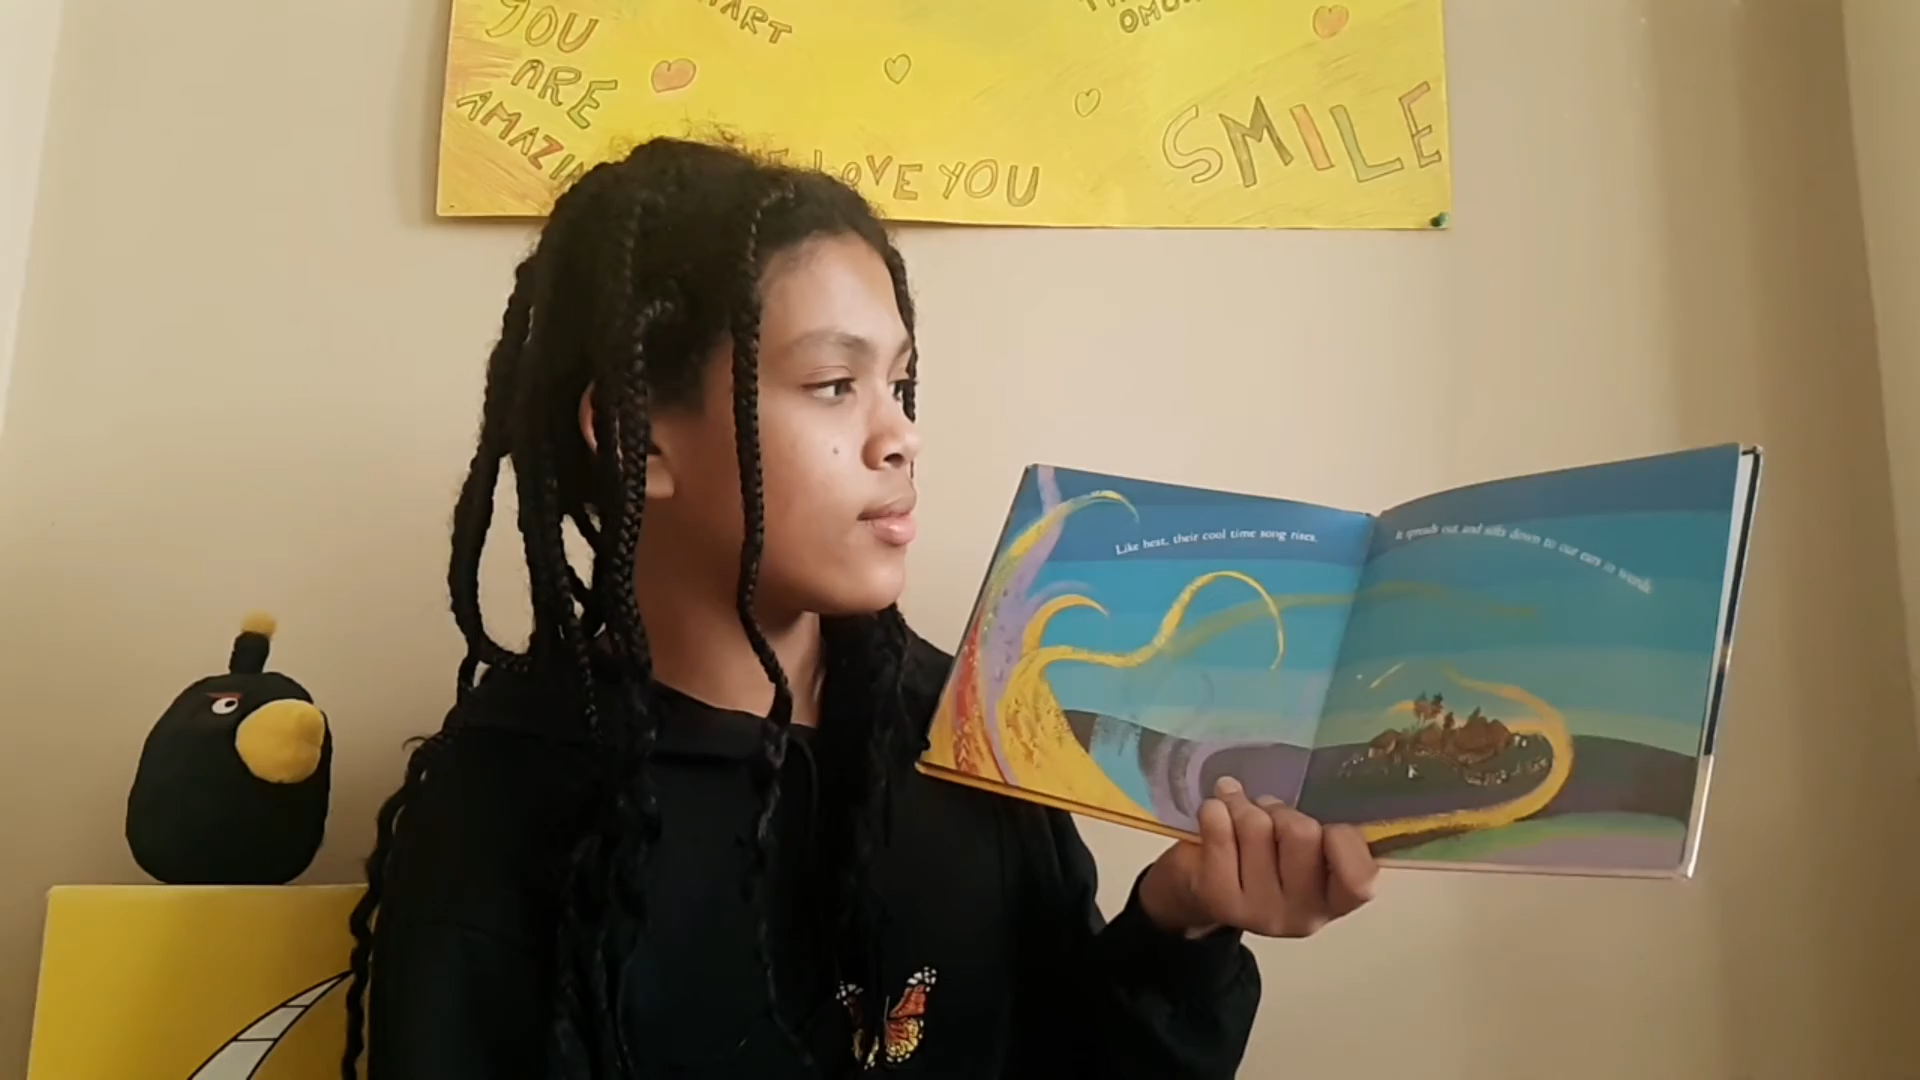 YOU
ARE
LOVE YOU
SMILE
Like heat, their cool time song rises.
It spreads out and sifts down to our ears in words.